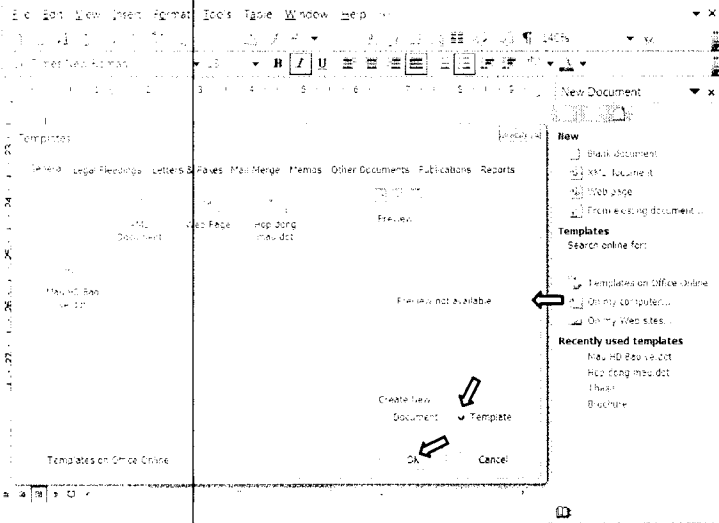 File Edit View Insert Format Tools Table Window Help
Times New Roman 13 B I U
140%
New Document
Templates
General Legal Pleadings Letters & Faxes Mail Merge Memos Other Documents Publications Reports
XML Document
Web Page
Hop dong mau.dot
Preview
Mau HD Bao ve.dot
Preview not available
Create New
Document Template
Templates on Office Online
OK Cancel
New
Blank document
XML document
Web page
From existing document...
Templates
Search online for:
Templates on Office Online
On my computer...
On my Web sites...
Recently used templates
Mau HD Bao ve.dot
Hop dong mau.dot
Thesis
Brochure